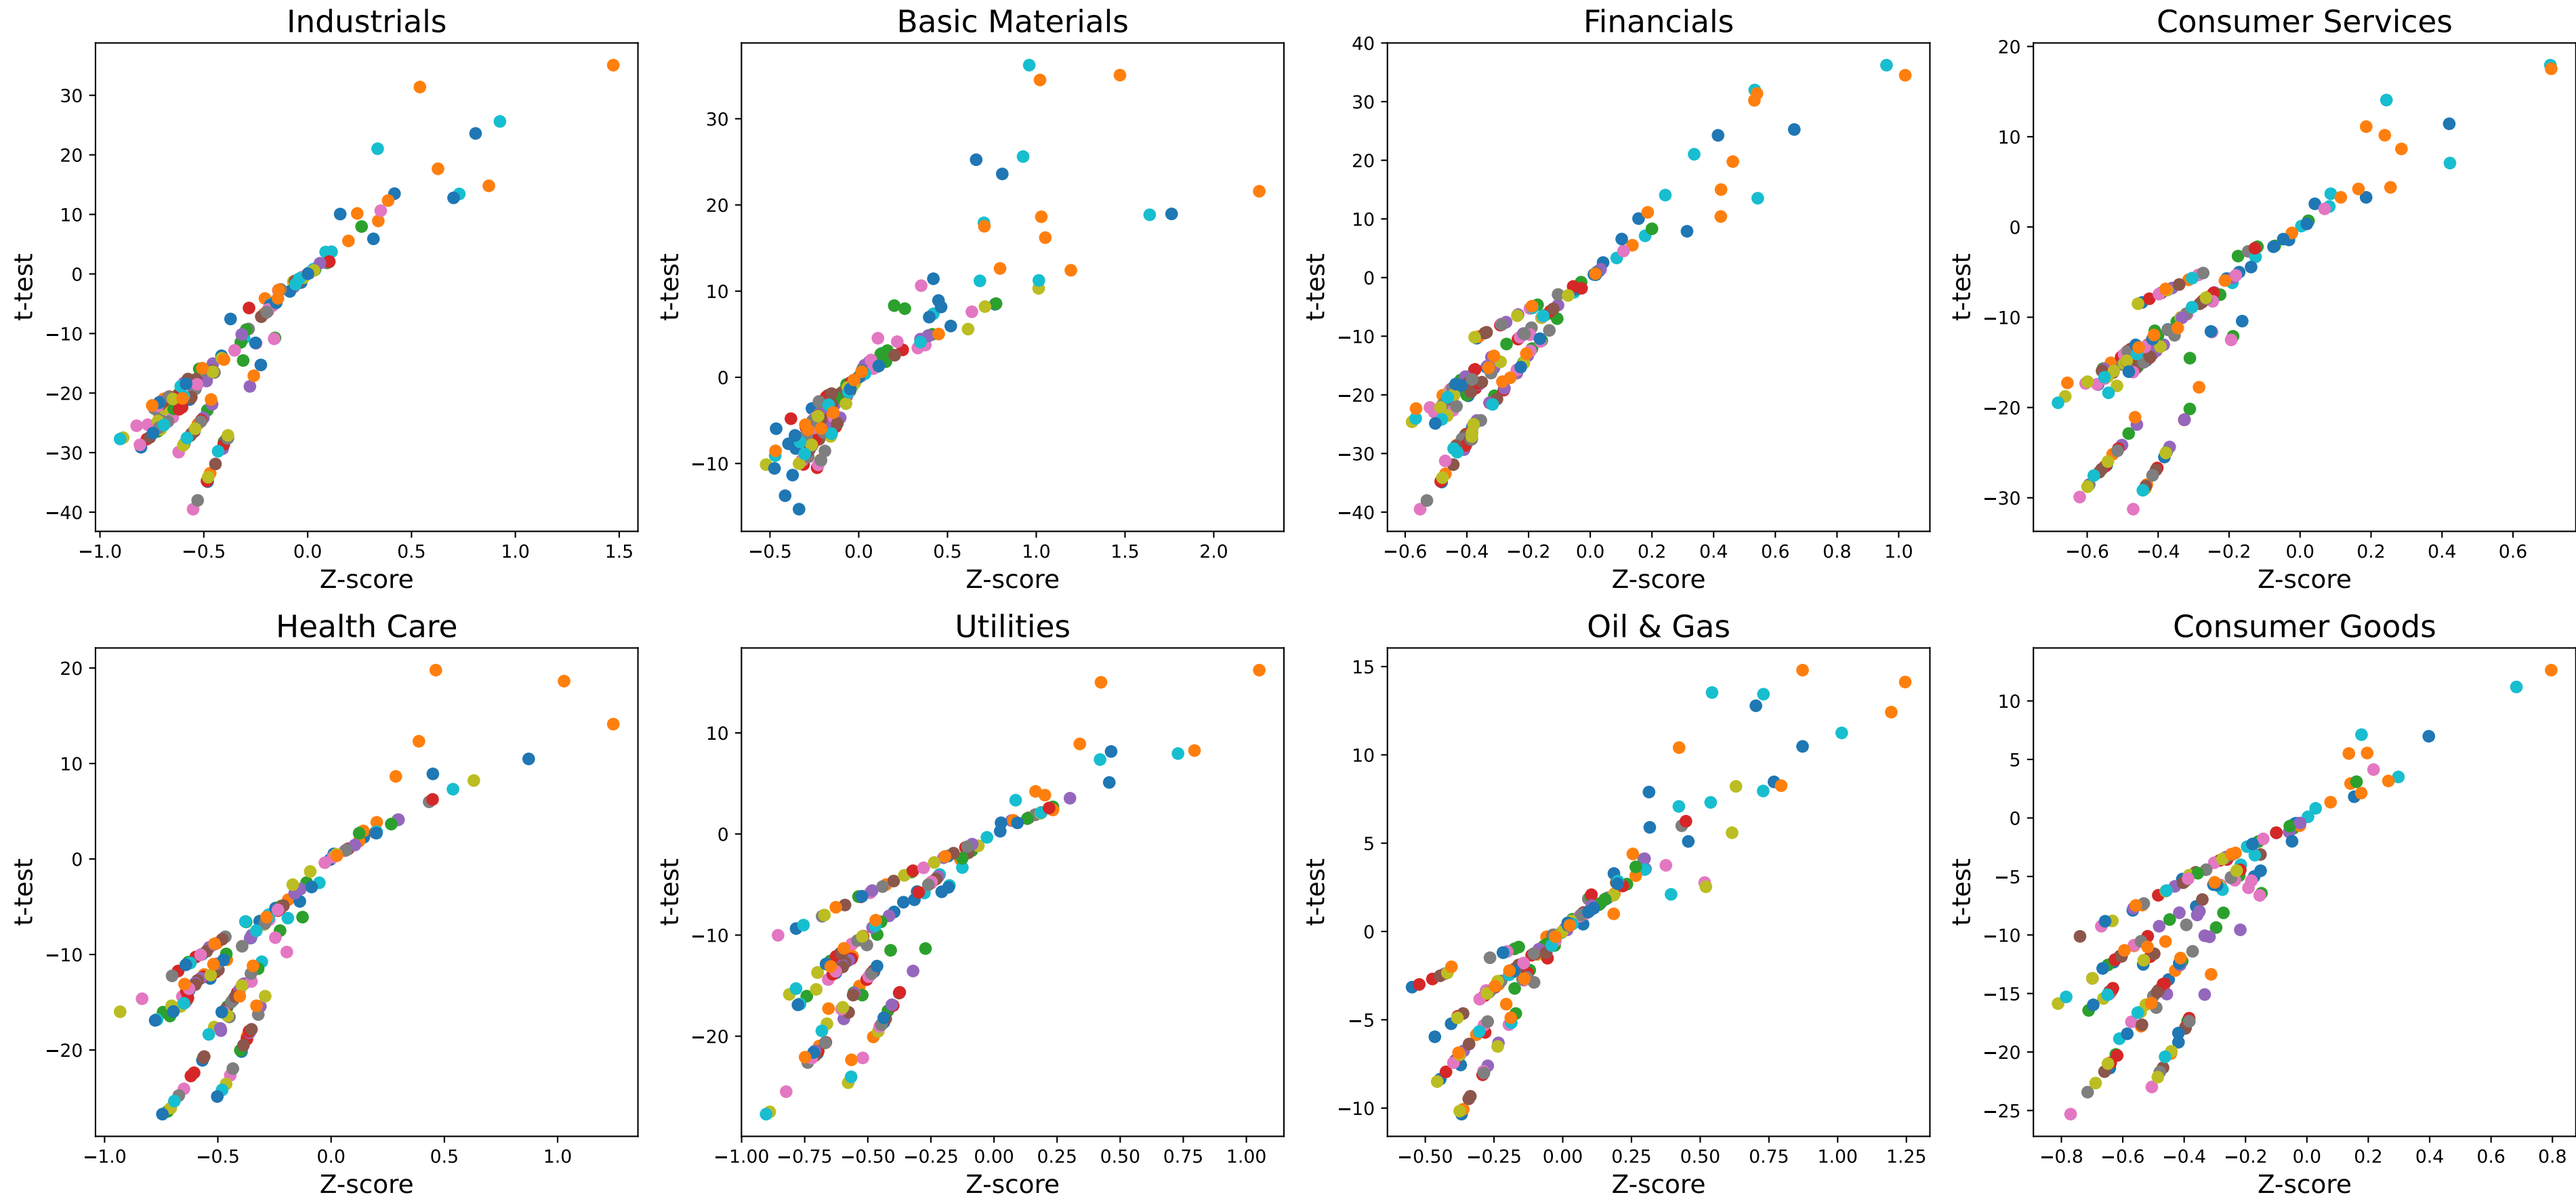 Industrials
t-test
30
20
10
0
−10
−20
−30
−40
−1.0 −0.5 0.0 0.5 1.0 1.5
Z-score
Basic Materials
t-test
30
20
10
0
−10
−0.5 0.0 0.5 1.0 1.5 2.0
Z-score
Financials
t-test
40
30
20
10
0
−10
−20
−30
−40
−0.6 −0.4 −0.2 0.0 0.2 0.4 0.6 0.8 1.0
Z-score
Consumer Services
t-test
20
10
0
−10
−20
−30
−0.6 −0.4 −0.2 0.0 0.2 0.4 0.6
Z-score
Health Care
t-test
20
10
0
−10
−20
−1.0 −0.5 0.0 0.5 1.0
Z-score
Utilities
t-test
10
0
−10
−20
−1.00 −0.75 −0.50 −0.25 0.00 0.25 0.50 0.75 1.00
Z-score
Oil & Gas
t-test
15
10
5
0
−5
−10
−0.50 −0.25 0.00 0.25 0.50 0.75 1.00 1.25
Z-score
Consumer Goods
t-test
10
5
0
−5
−10
−15
−20
−25
−0.8 −0.6 −0.4 −0.2 0.0 0.2 0.4 0.6 0.8
Z-score